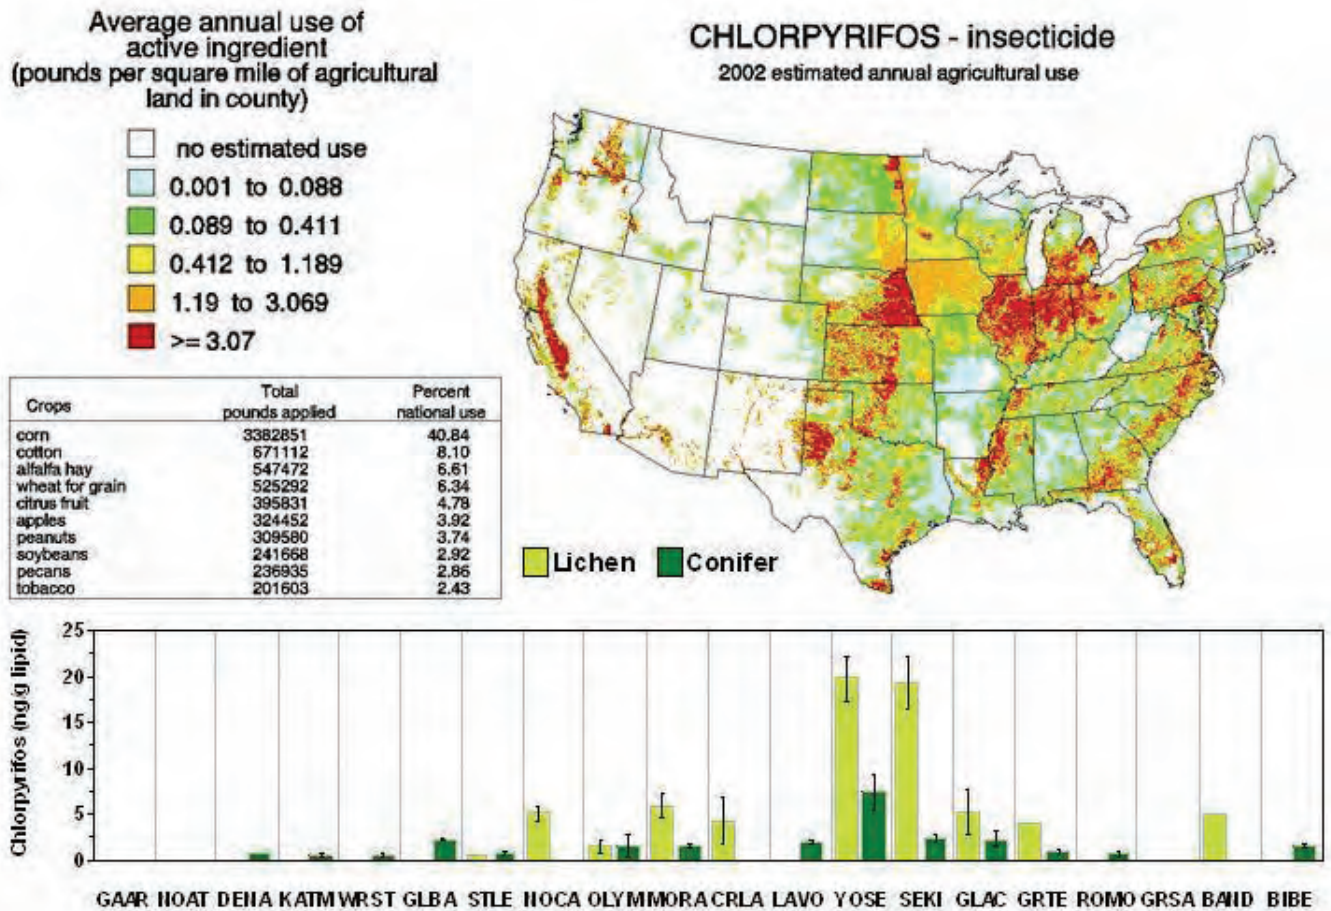 Average annual use of
active ingredient
(pounds per square mile of agricultural
land in county)
no estimated use
0.001 to 0.088
0.089 to 0.411
0.412 to 1.189
1.19 to 3.069
>= 3.07
CHLORPYRIFOS - insecticide
2002 estimated annual agricultural use
Crops Total pounds applied Percent national use
corn 3382851 40.84
cotton 671112 8.10
alfalfa hay 547472 6.61
wheat for grain 525292 6.34
citrus fruit 395831 4.78
apples 324452 3.92
peanuts 309580 3.74
soybeans 241668 2.92
pecans 236935 2.86
tobacco 201603 2.43
Lichen Conifer
Chlorpyrifos (ng.g lipid)
25
20
15
10
5
0
GAAR NOAT DENA KATM WRST GLBA STLE NOCA OLYM MORA CRLA LAVO YOSE SEKI GLAC GRTE ROMO GRSA BAND BIBE